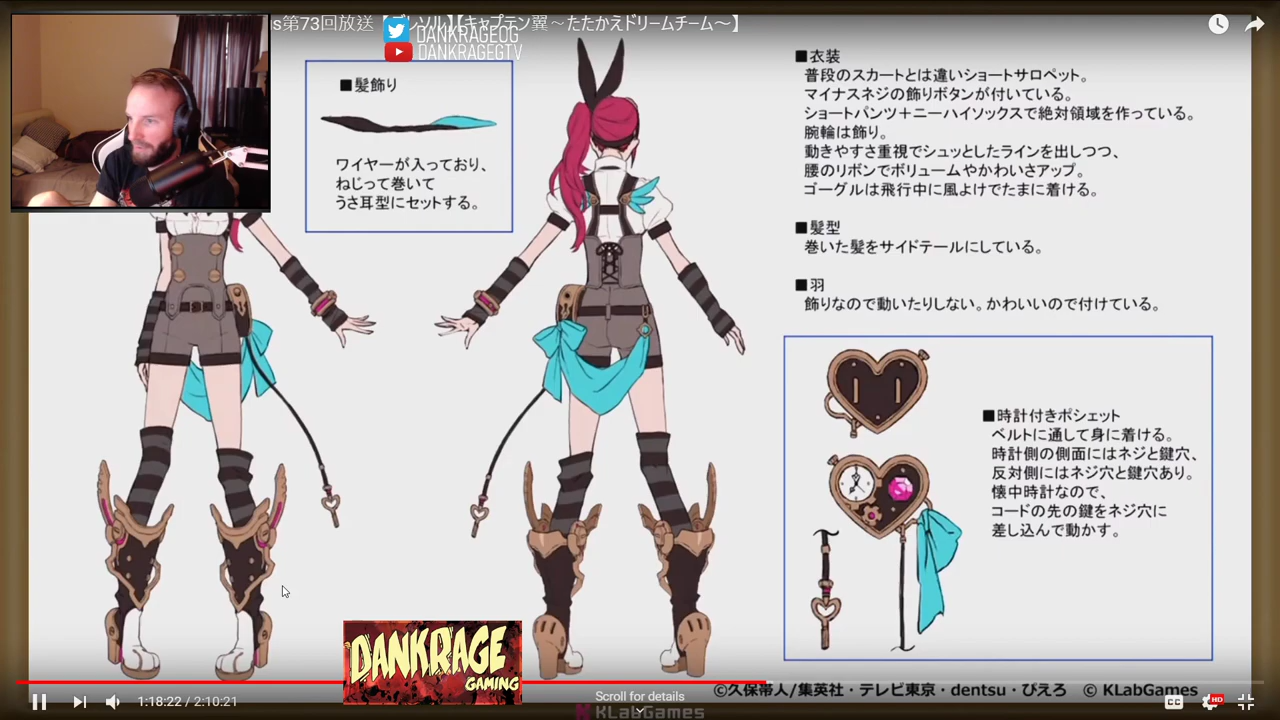 s第73回放送【ブレソル】【キャプテン翼～たたかえドリームチーム～】
DANKRAGEOG
DANKRAGEGTV
■髪飾り
ワイヤーが入っており、
ねじって巻いて
うさ耳型にセットする。
■衣装
普段のスカートとは違いショートサロペット。
マイナスネジの飾りボタンが付いている。
ショートパンツ＋ニーハイソックスで絶対領域を作っている。
腕輪は飾り。
動きやすさ重視でシュッとしたラインを出しつつ、
腰のリボンでボリュームやかわいさアップ。
ゴーグルは飛行中に風よけでたまに着ける。
■髪型
巻いた髪をサイドテールにしている。
■羽
飾りなので動いたりしない。かわいいので付けている。
■時計付きポシェット
ベルトに通して身に着ける。
時計側の側面にはネジと鍵穴、
反対側にはネジ穴と鍵穴あり。
懐中時計なので、
コードの先の鍵をネジ穴に
差し込んで動かす。
DANKRAGE
GAMING
©久保帯人/集英社・テレビ東京・dentsu・ぴえろ © KLabGames
1:18:22 / 2:10:21
Scroll for details
CC
HD
KLabGames